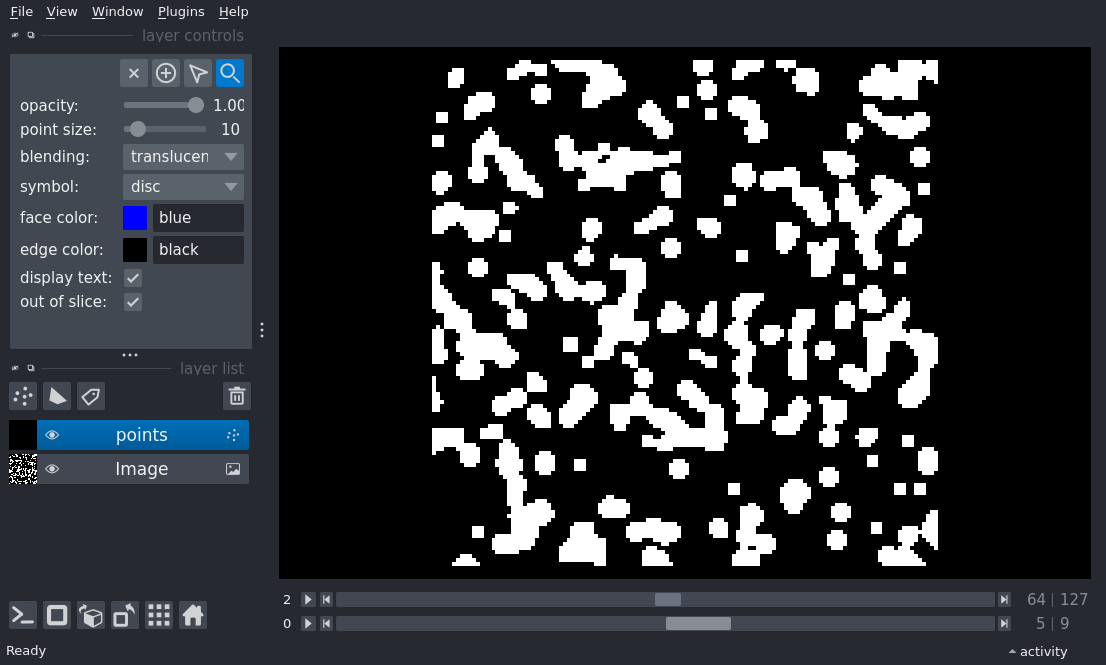 File View Window Plugins Help
layer controls
opacity: 1.00
point size: 10
blending: translucen
symbol: disc
face color: blue
edge color: black
display text:
out of slice:
layer list
points
Image
2 64 | 127
0 5 | 9
Ready activity